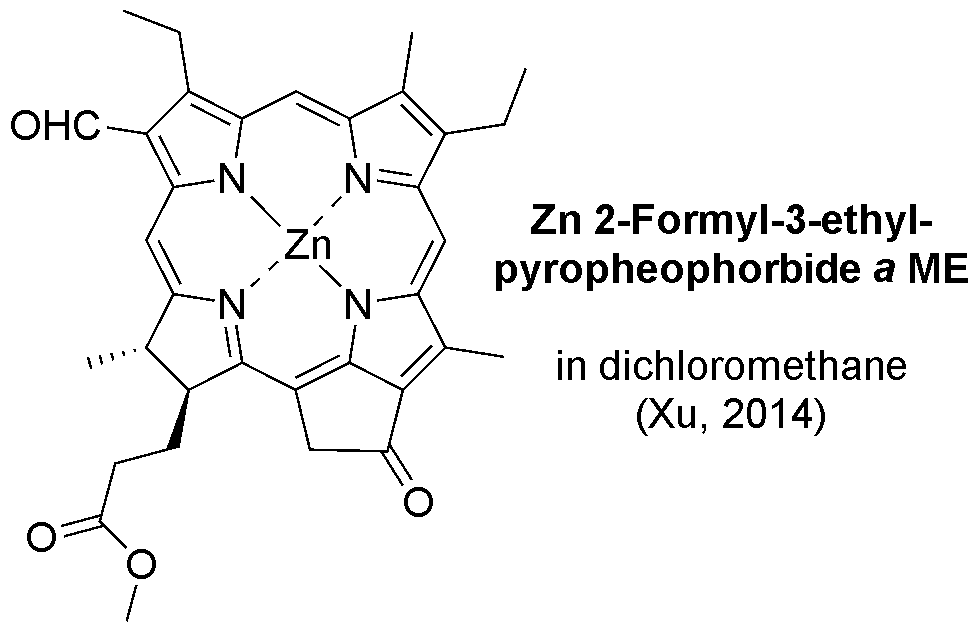 OHC
N
N
Zn
N
N
Zn 2-Formyl-3-ethyl-
pyropheophorbide a ME
in dichloromethane
(Xu, 2014)
O
O
O